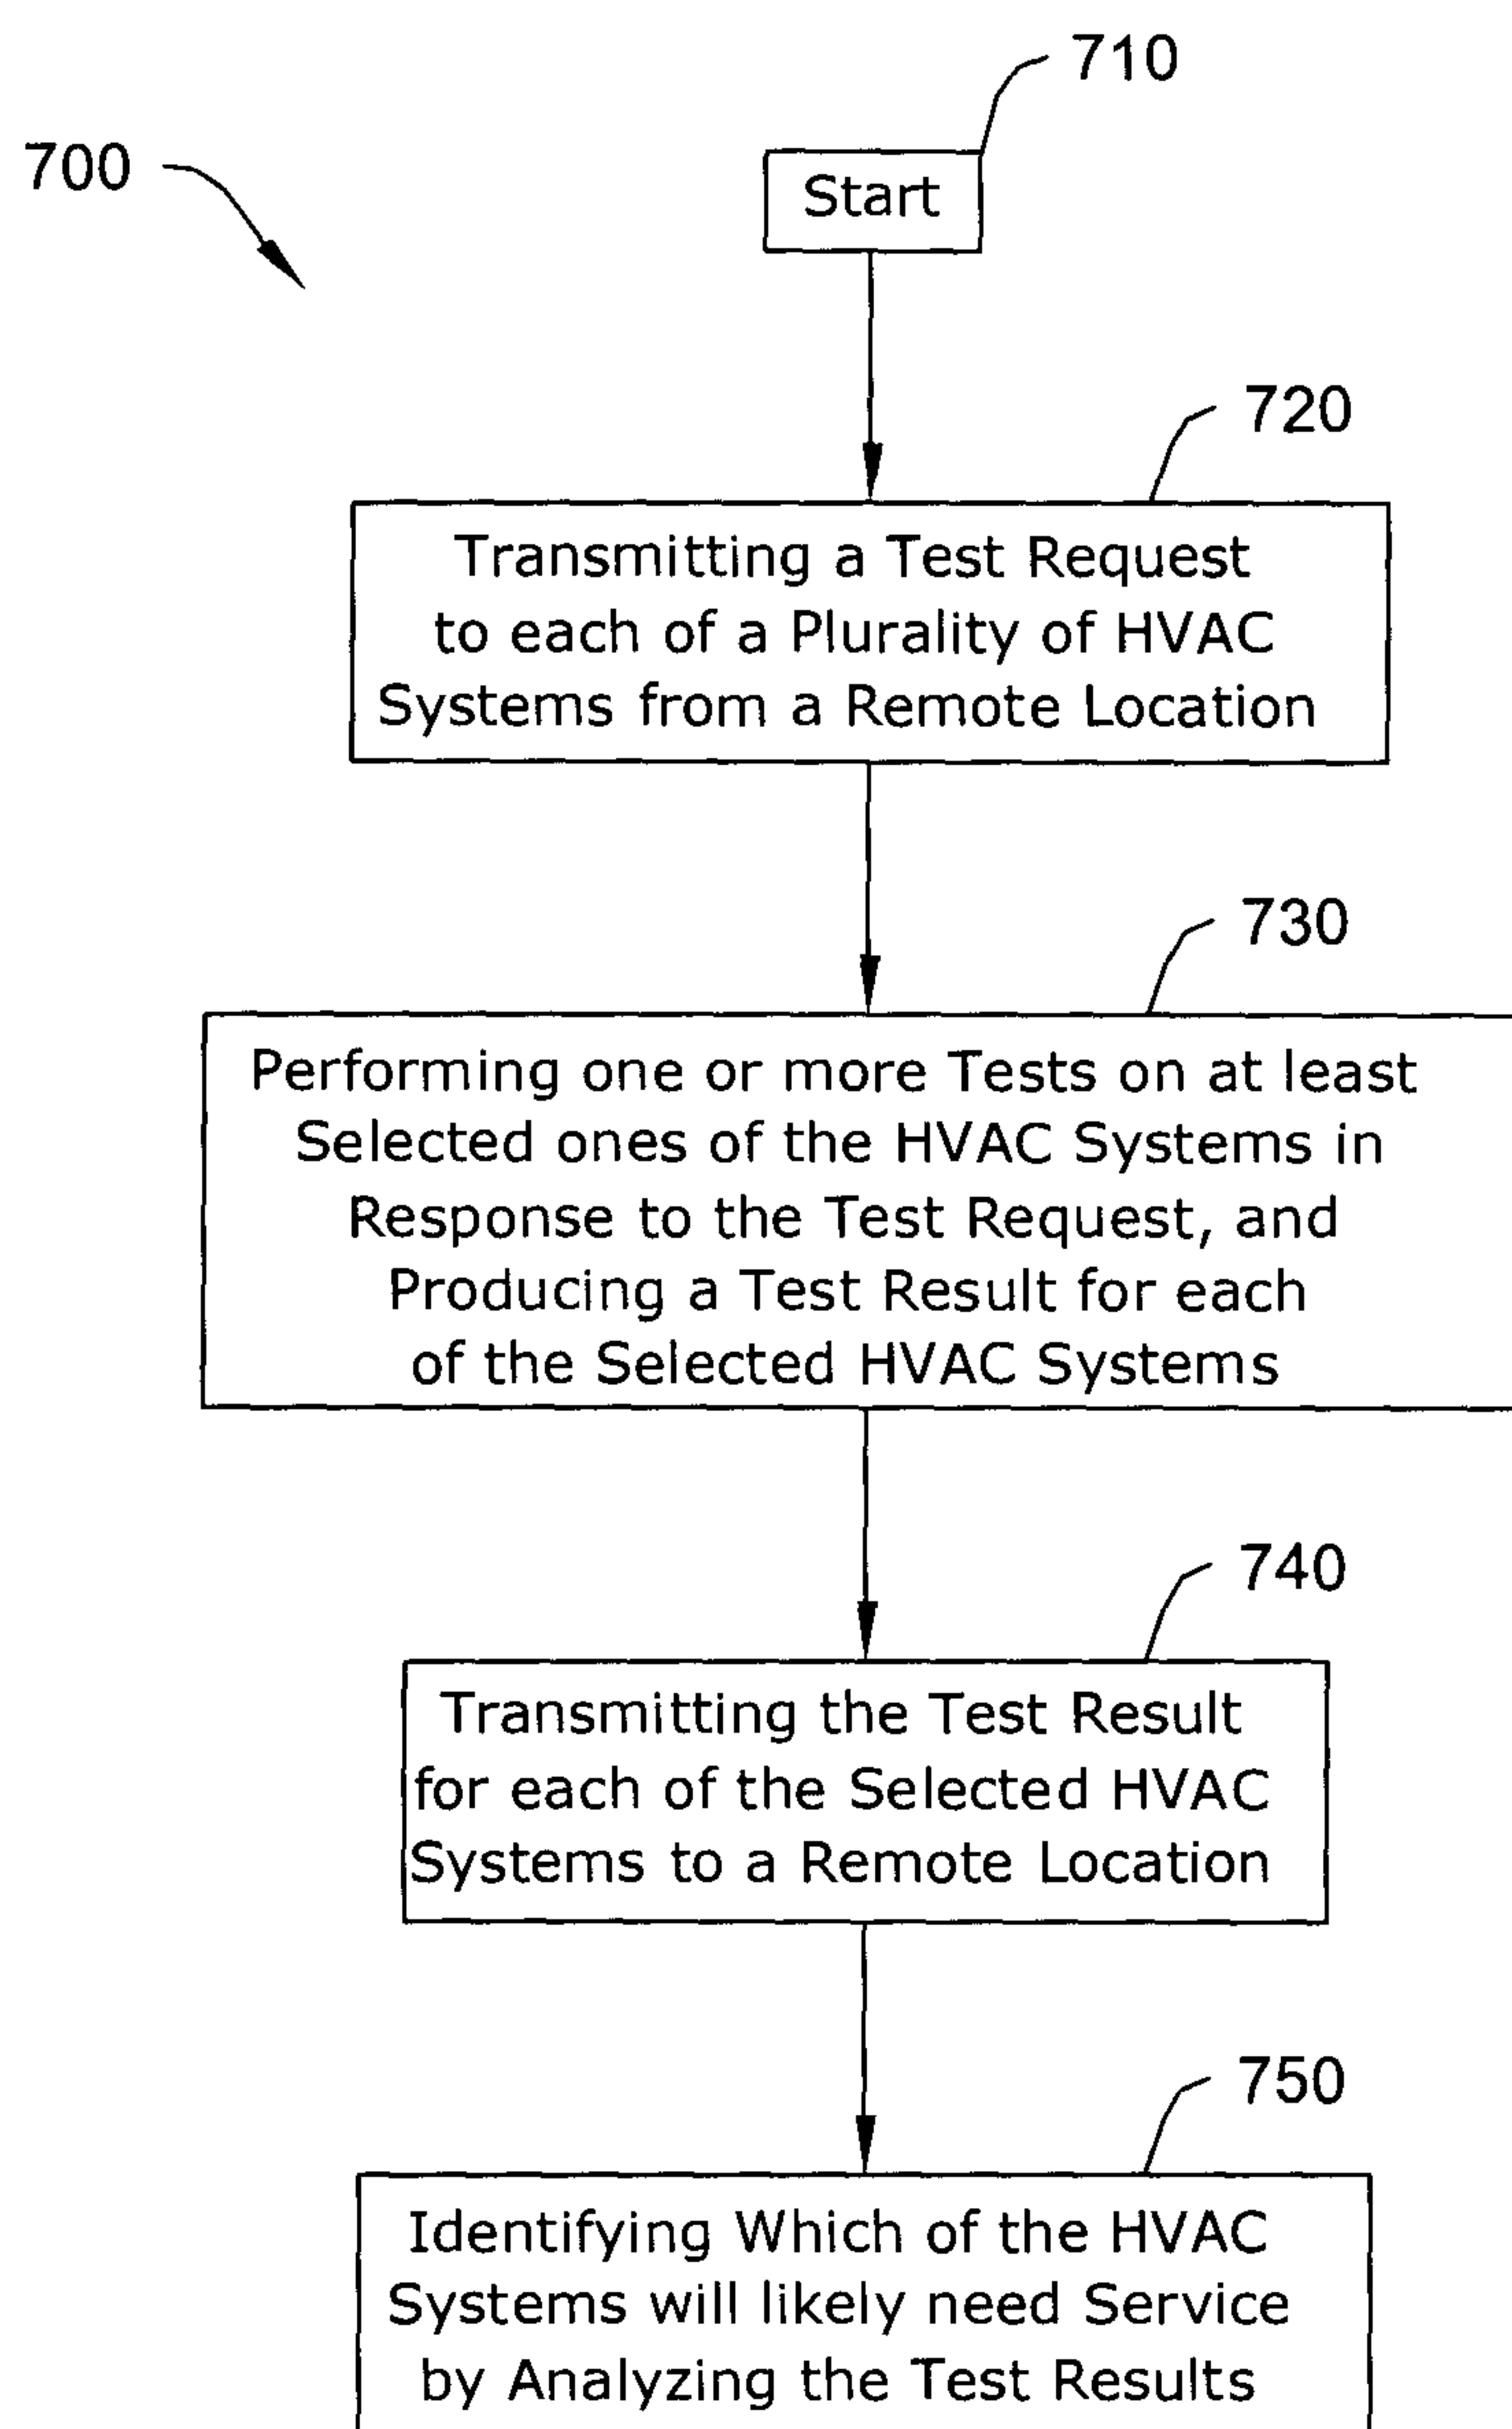 710
700
Start
720
Transmitting a Test Request
to each of a Plurality of HVAC
Systems from a Remote Location
730
Performing one or more Tests on at least
Selected ones of the HVAC Systems in
Response to the Test Request, and
Producing a Test Result for each
of the Selected HVAC Systems
740
Transmitting the Test Result
for each of the Selected HVAC
Systems to a Remote Location
750
Identifying Which of the HVAC
Systems will likely need Service
by Analyzing the Test Results